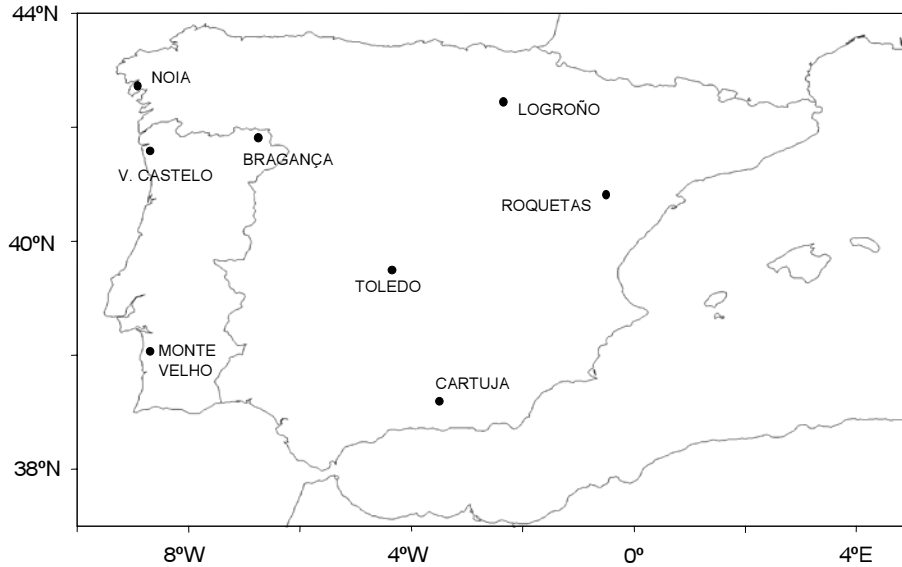 44ºN
NOIA
LOGROÑO
BRAGANÇA
V. CASTELO
ROQUETAS
40ºN
TOLEDO
MONTE
VELHO
CARTUJA
38ºN
8ºW
4ºW
0º
4ºE